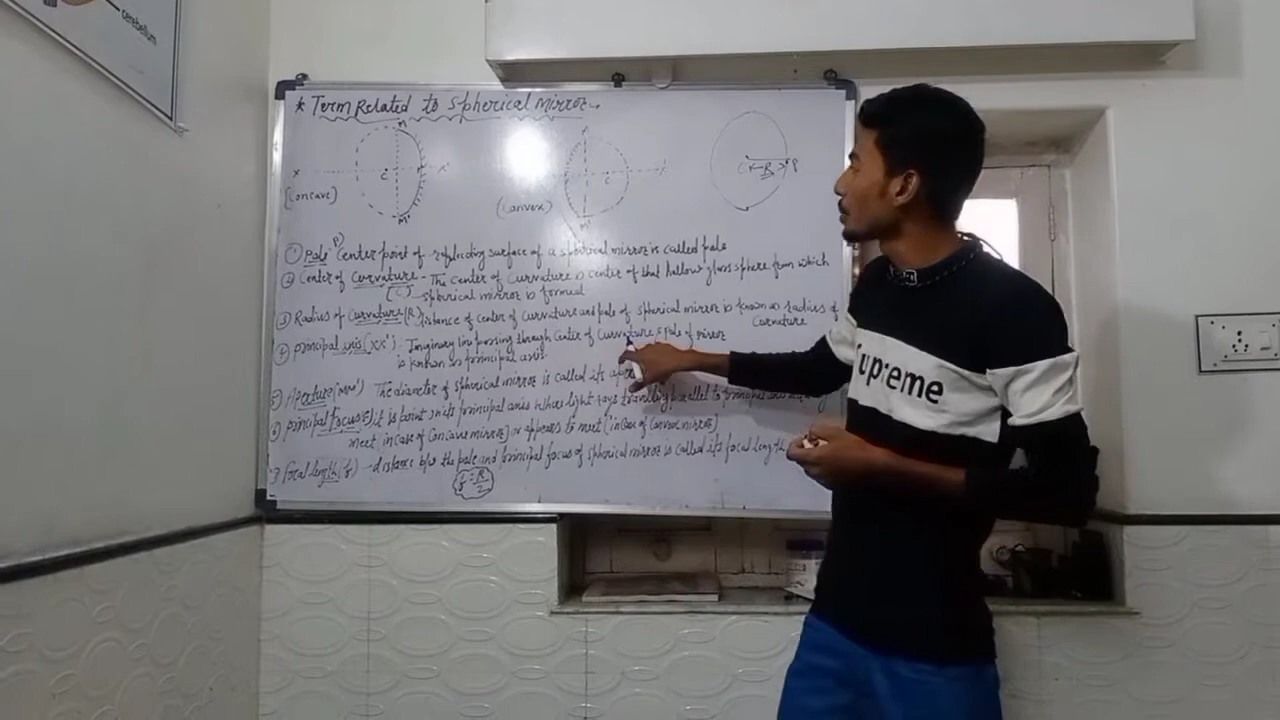 cerebellum
* Term Related to Spherical mirror.
M
X C P X'
(Concave)
M'
M
C X'
(Convex)
M'
C R P
① Pole (P) Center point of reflecting surface of a spherical mirror is called pole
② Center of Curvature - The Center of Curvature is center of that hallow glass sphere from which
(C) spherical mirror is formed
③ Radius of Curvature (R) Distance of center of curvature and pole of spherical mirror is known as radius of
Curvature
④ principal axis (XX') - Imaginary line passing through Center of Curvature & pole of mirror
is known as principal axis.
⑤ Aperture (MM') The diameter of spherical mirror is called its
⑥ principal Focus(F) it is point on its principal axis where light rays travelling parallel to principal axis
meet [in case of Concave mirror] or appears to meet [in case of Convex mirror]
⑦ Focal length (f) - distance b/w the pole and principal focus of spherical mirror is called its focal length
f = R/2
upreme